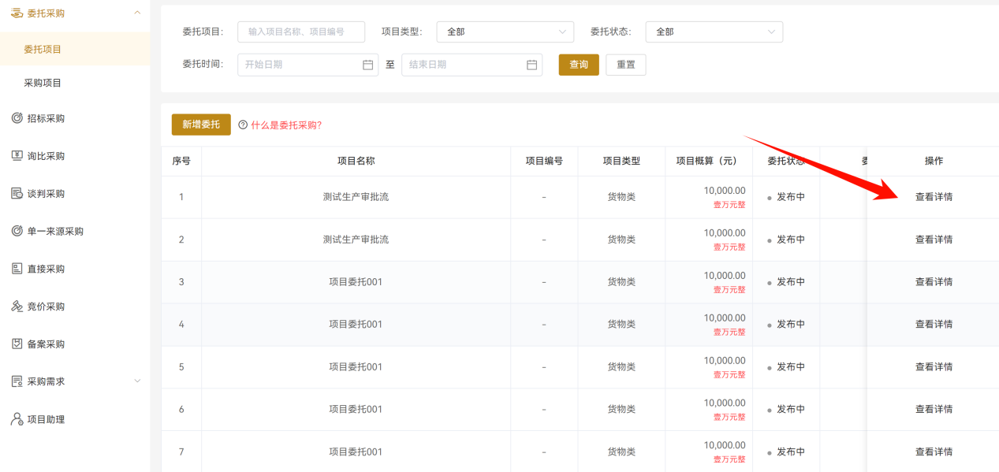 委托采购
委托项目
采购项目
招标采购
询比采购
谈判采购
单一来源采购
直接采购
竞价采购
备案采购
采购需求
项目助理
委托项目: 输入项目名称、项目编号 项目类型: 全部 委托状态: 全部
委托时间: 开始日期 至 结束日期 查询 重置
新增委托 什么是委托采购?
序号 项目名称 项目编号 项目类型 项目概算（元） 委托状态 操作
1 测试生产审批流 - 货物类 10,000.00 发布中 查看详情
壹万元整
2 测试生产审批流 - 货物类 10,000.00 发布中 查看详情
壹万元整
3 项目委托001 - 货物类 10,000.00 发布中 查看详情
壹万元整
4 项目委托001 - 货物类 10,000.00 发布中 查看详情
壹万元整
5 项目委托001 - 货物类 10,000.00 发布中 查看详情
壹万元整
6 项目委托001 - 货物类 10,000.00 发布中 查看详情
壹万元整
7 项目委托001 - 货物类 10,000.00 发布中 查看详情
壹万元整